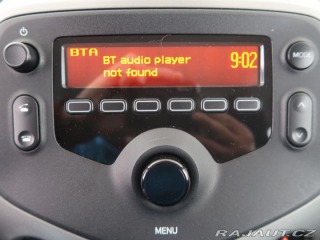 BTA
BT audio player
not found
9:02
MODE
MENU
RAJAUT.CZ